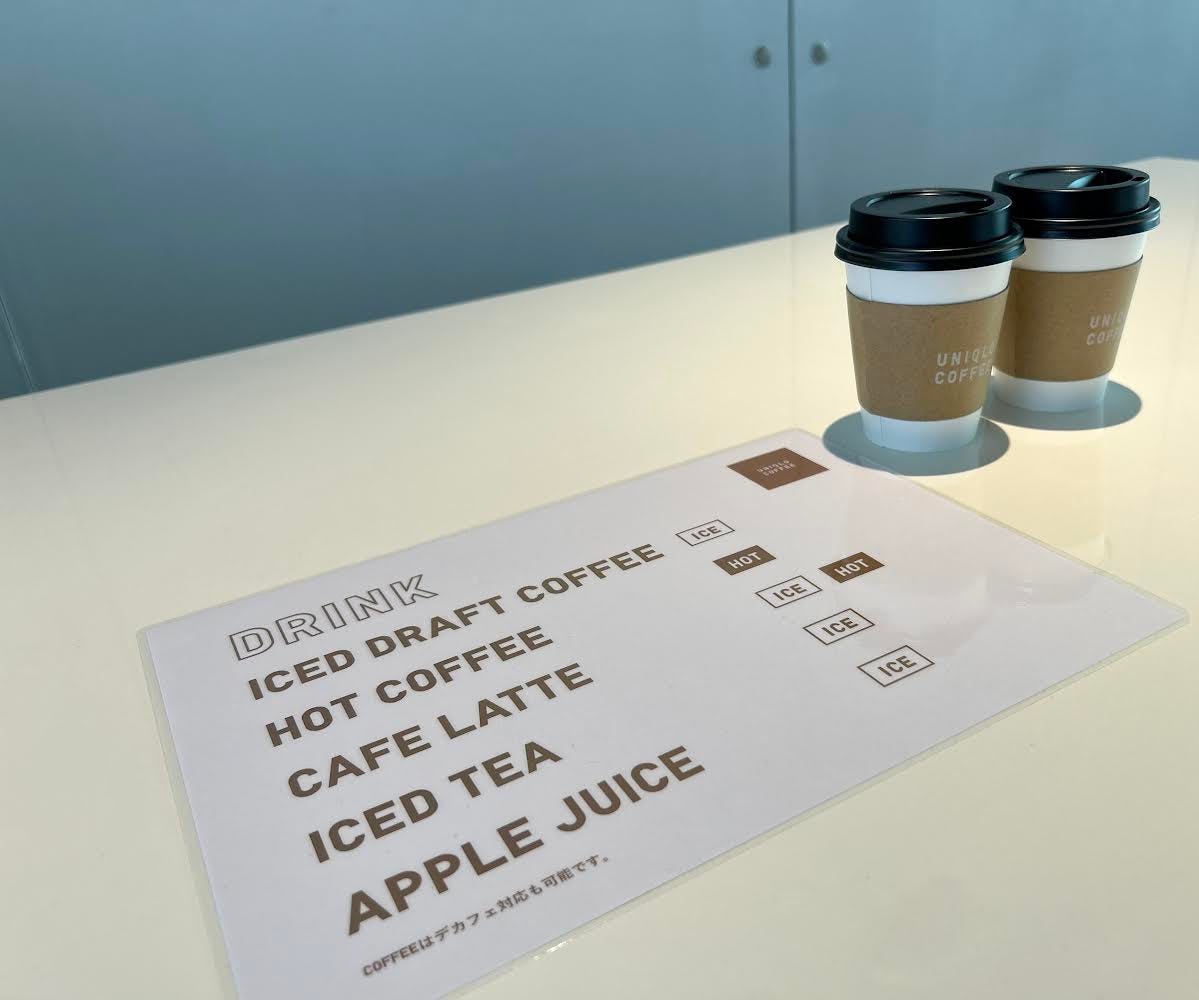 UNIQLO
COFFEE
DRINK
ICED DRAFT COFFEE ICE
HOT COFFEE HOT
CAFE LATTE ICE HOT
ICED TEA ICE
APPLE JUICE ICE
COFFEEはデカフェ対応も可能です。
UNIQLO
COFFEE
UNIQLO
COFFEE